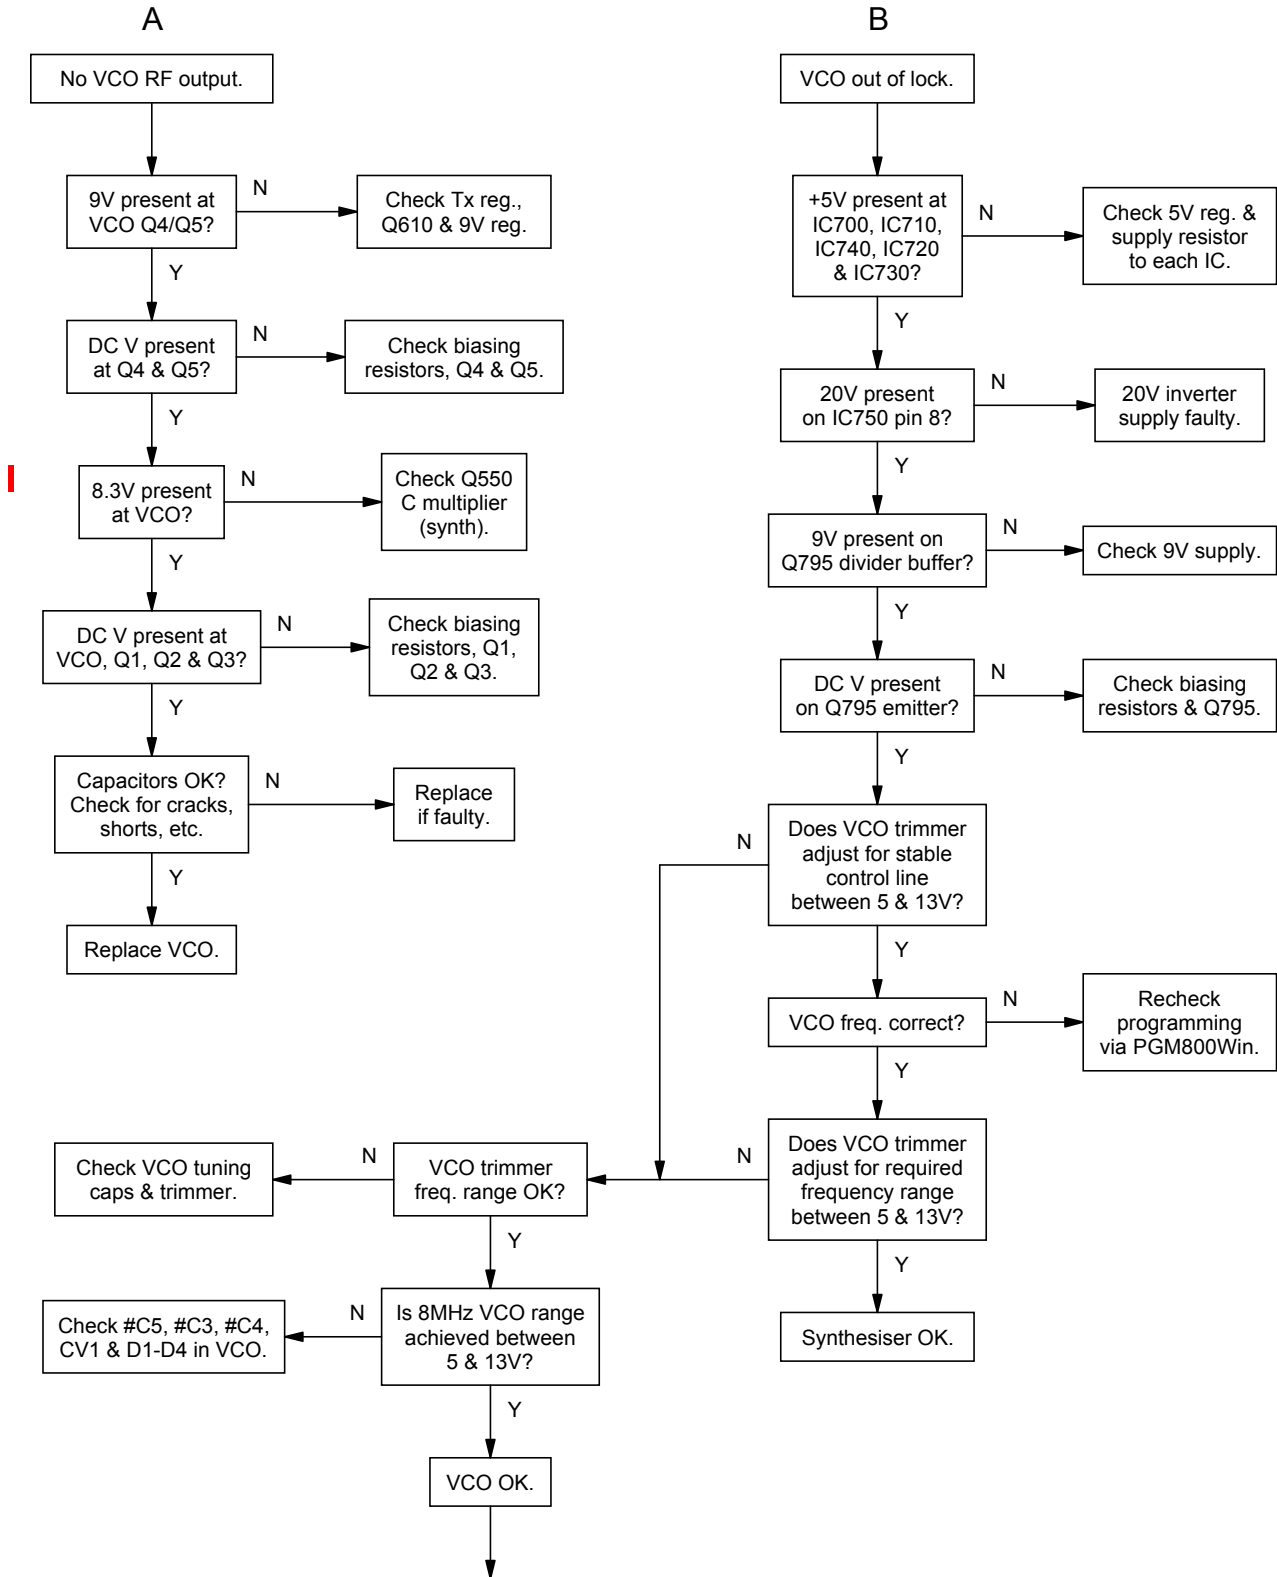 A
No VCO RF output.
9V present at
VCO Q4/Q5?
N
Check Tx reg.,
Q610 & 9V reg.
Y
DC V present
at Q4 & Q5?
N
Check biasing
resistors, Q4 & Q5.
Y
8.3V present
at VCO?
N
Check Q550
C multiplier
(synth).
Y
DC V present at
VCO, Q1, Q2 & Q3?
N
Check biasing
resistors, Q1,
Q2 & Q3.
Y
Capacitors OK?
Check for cracks,
shorts, etc.
N
Replace
if faulty.
Y
Replace VCO.
B
VCO out of lock.
+5V present at
IC700, IC710,
IC740, IC720
& IC730?
N
Check 5V reg. &
supply resistor
to each IC.
Y
20V present
on IC750 pin 8?
N
20V inverter
supply faulty.
Y
9V present on
Q795 divider buffer?
N
Check 9V supply.
Y
DC V present
on Q795 emitter?
N
Check biasing
resistors & Q795.
Y
Does VCO trimmer
adjust for stable
control line
between 5 & 13V?
N
Y
VCO freq. correct?
N
Recheck
programming
via PGM800Win.
Y
Does VCO trimmer
adjust for required
frequency range
between 5 & 13V?
N
Y
Synthesiser OK.
VCO trimmer
freq. range OK?
N
Check VCO tuning
caps & trimmer.
Y
Is 8MHz VCO range
achieved between
5 & 13V?
N
Check #C5, #C3, #C4,
CV1 & D1-D4 in VCO.
Y
VCO OK.